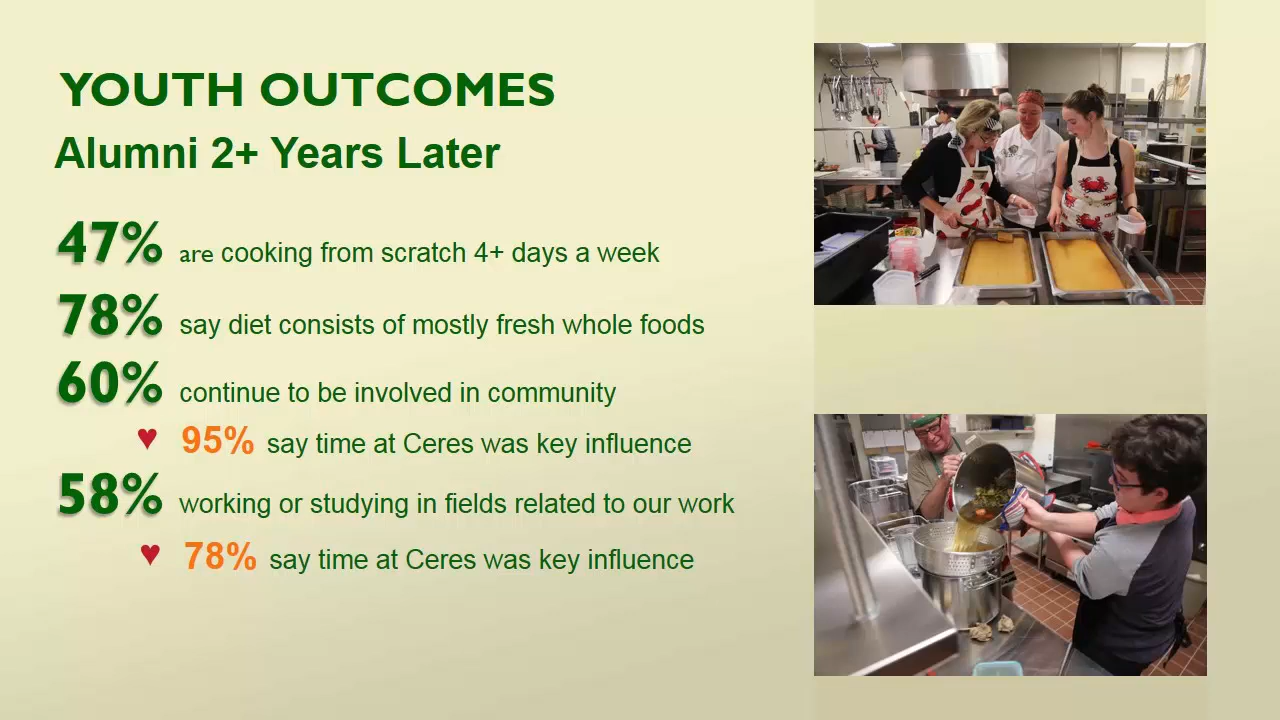 YOUTH OUTCOMES
Alumni 2+ Years Later
47% are cooking from scratch 4+ days a week
78% say diet consists of mostly fresh whole foods
60% continue to be involved in community
♥ 95% say time at Ceres was key influence
58% working or studying in fields related to our work
♥ 78% say time at Ceres was key influence